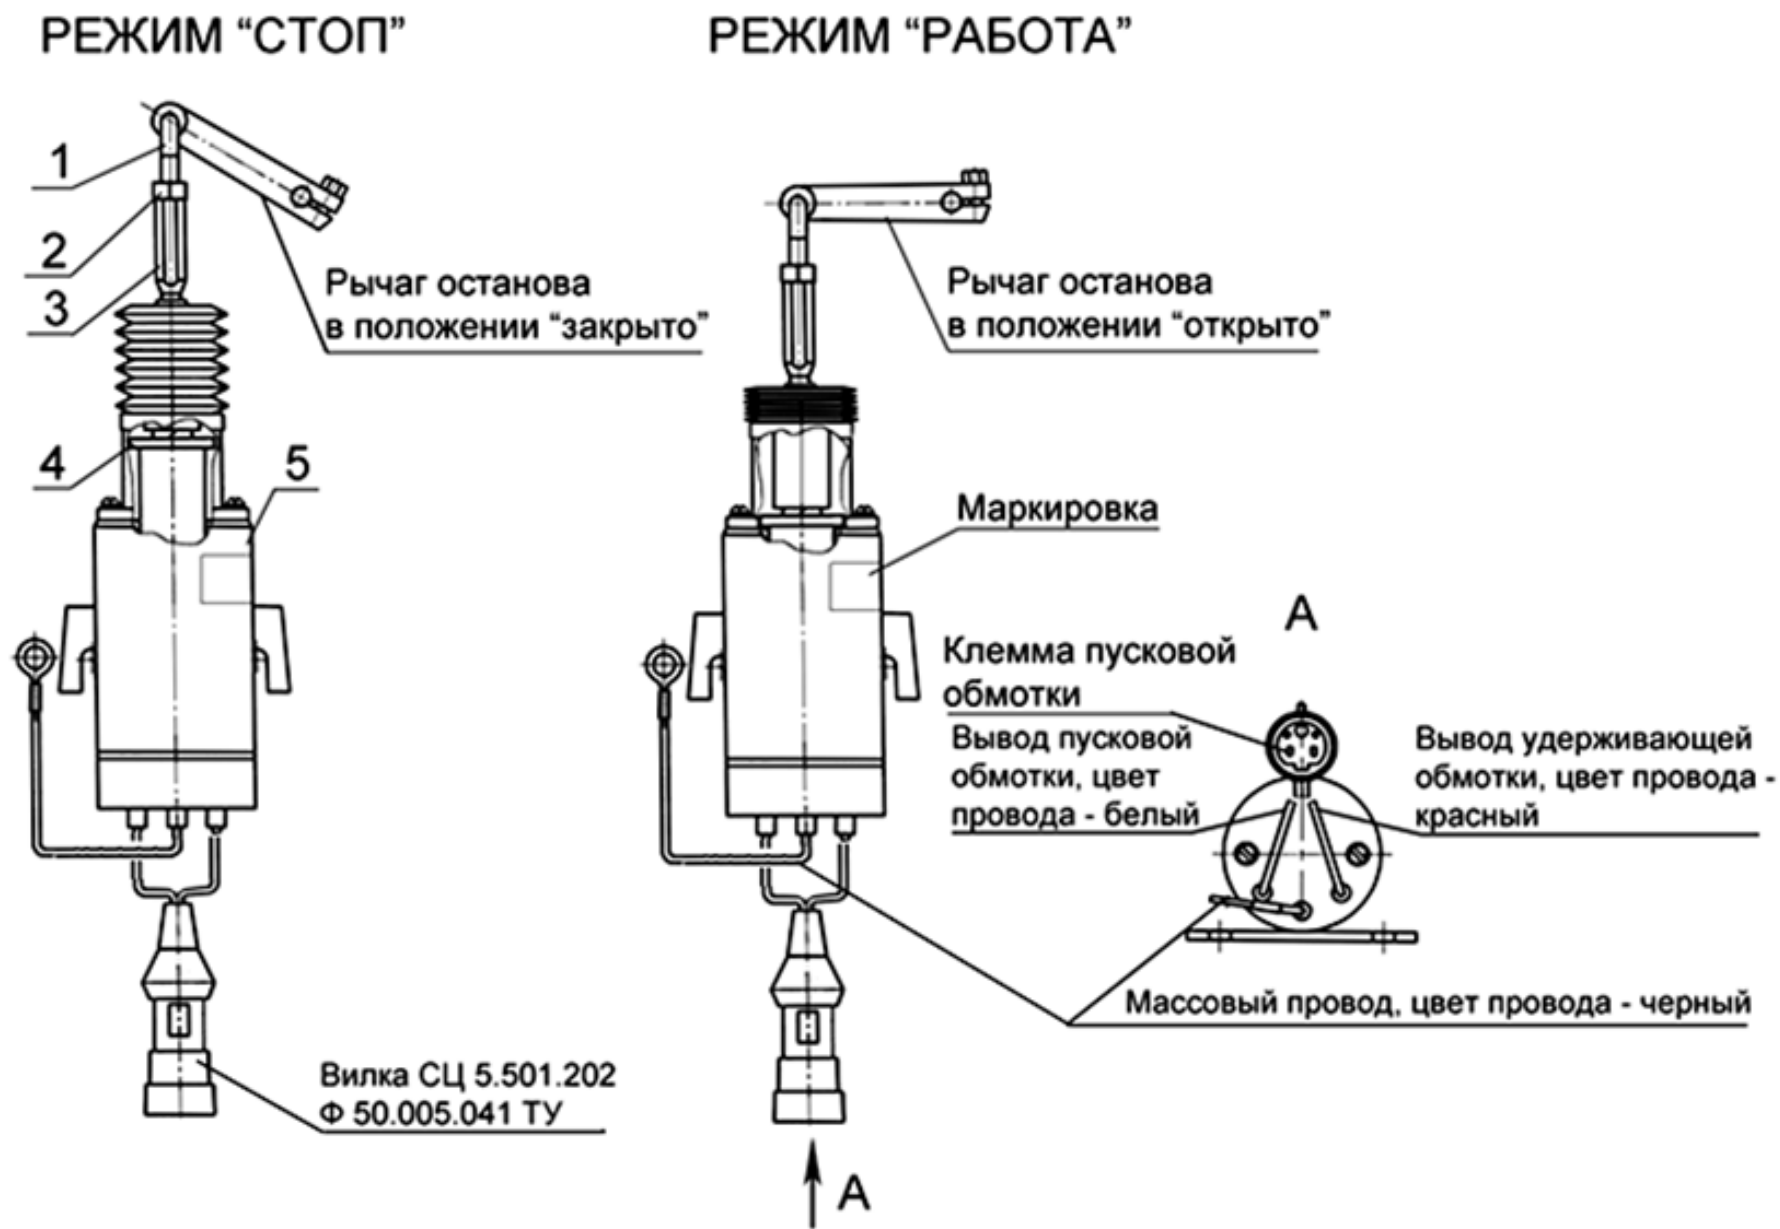 РЕЖИМ “СТОП”
РЕЖИМ “РАБОТА”
1
2
3
4
5
Рычаг останова
в положении “закрыто”
Рычаг останова
в положении “открыто”
Маркировка
А
Клемма пусковой
обмотки
Вывод пусковой
обмотки, цвет
провода - белый
Вывод удерживающей
обмотки, цвет провода -
красный
Массовый провод, цвет провода - черный
Вилка СЦ 5.501.202
Ф 50.005.041 ТУ
А